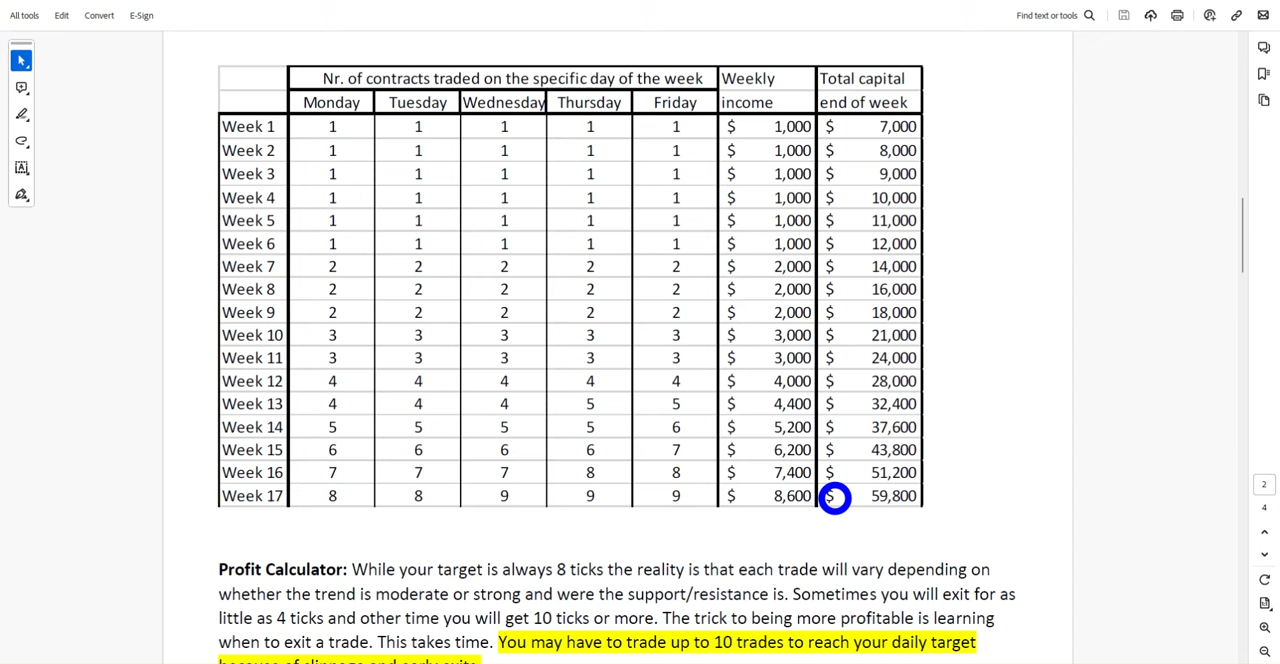 All tools Edit Convert E-Sign Find text or tools
Nr. of contracts traded on the specific day of the week Weekly Total capital
Monday Tuesday Wednesday Thursday Friday income end of week
Week 1 1 1 1 1 1 $ 1,000 $ 7,000
Week 2 1 1 1 1 1 $ 1,000 $ 8,000
Week 3 1 1 1 1 1 $ 1,000 $ 9,000
Week 4 1 1 1 1 1 $ 1,000 $ 10,000
Week 5 1 1 1 1 1 $ 1,000 $ 11,000
Week 6 1 1 1 1 1 $ 1,000 $ 12,000
Week 7 2 2 2 2 2 $ 2,000 $ 14,000
Week 8 2 2 2 2 2 $ 2,000 $ 16,000
Week 9 2 2 2 2 2 $ 2,000 $ 18,000
Week 10 3 3 3 3 3 $ 3,000 $ 21,000
Week 11 3 3 3 3 3 $ 3,000 $ 24,000
Week 12 4 4 4 4 4 $ 4,000 $ 28,000
Week 13 4 4 4 5 5 $ 4,400 $ 32,400
Week 14 5 5 5 5 6 $ 5,200 $ 37,600
Week 15 6 6 6 6 7 $ 6,200 $ 43,800
Week 16 7 7 7 8 8 $ 7,400 $ 51,200
Week 17 8 8 9 9 9 $ 8,600 $ 59,800
2
4
Profit Calculator: While your target is always 8 ticks the reality is that each trade will vary depending on
whether the trend is moderate or strong and were the support/resistance is. Sometimes you will exit for as
little as 4 ticks and other time you will get 10 ticks or more. The trick to being more profitable is learning
when to exit a trade. This takes time. You may have to trade up to 10 trades to reach your daily target
because of slippage and early exits.